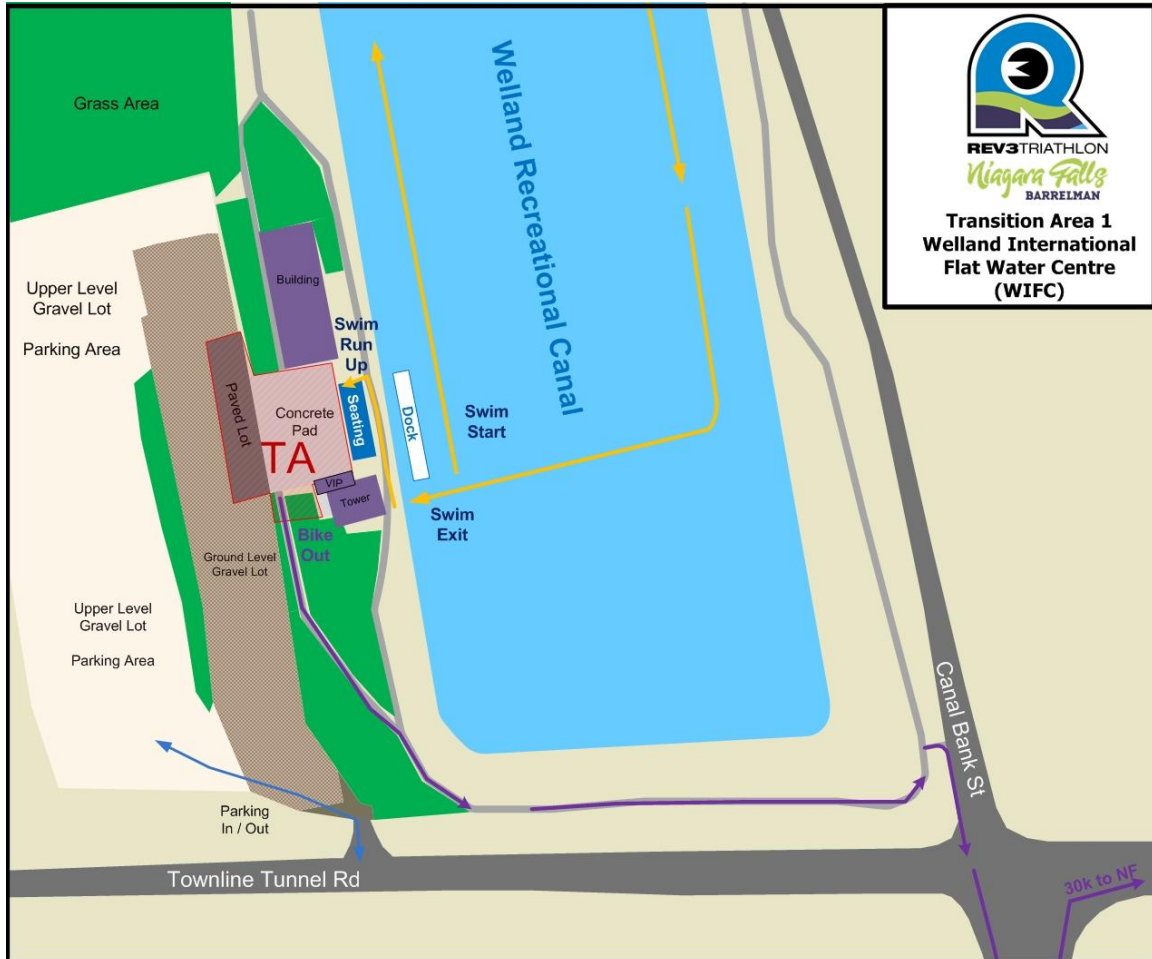 REV3TRIATHLON
Niagara Falls
BARRELMAN
Transition Area 1
Welland International
Flat Water Centre
(WIFC)
Grass Area
Welland Recreational Canal
Upper Level
Gravel Lot
Parking Area
Building
Swim
Run
Up
Paved Lot
Concrete
Pad
Seating
Dock
Swim
Start
TA
VIP
Tower
Swim
Exit
Bike
Out
Ground Level
Gravel Lot
Upper Level
Gravel Lot
Parking Area
Canal Bank St
Parking
In / Out
Townline Tunnel Rd
30k to NF